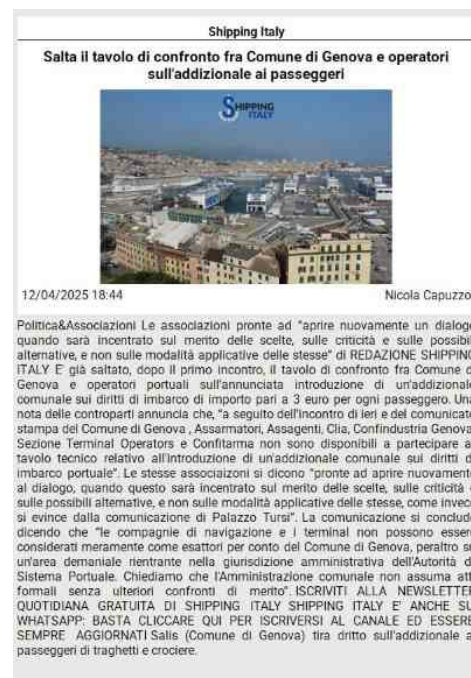 Shipping Italy
Salta il tavolo di confronto fra Comune di Genova e operatori
sull'addizionale ai passeggeri
SHIPPING
ITALY
12/04/2025 18:44
Nicola Capuzzo
Politica&Associazioni Le associazioni pronte ad "aprire nuovamente un dialogo
quando sarà incentrato sul merito delle scelte, sulle criticità e sulle possibil
alternative, e non sulle modalità applicative delle stesse" di REDAZIONE SHIPPING
ITALY E' già saltato, dopo il primo incontro, il tavolo di confronto fra Comune d
Genova e operatori portuali sull'annunciata introduzione di un'addizionale
comunale sui diritti di imbarco di importo pari a 3 euro per ogni passeggero. Una
nota delle controparti annuncia che, "a seguito dell'incontro di ieri e del comunicato
stampa del Comune di Genova , Assarmatori, Assagenti, Clia, Confindustria Genova
Sezione Terminal Operators e Confitarma non sono disponibili a partecipare a
tavolo tecnico relativo all'introduzione di un'addizionale comunale sui diritti d
imbarco portuale". Le stesse associaizoni si dicono "pronte ad aprire nuovamente
al dialogo, quando questo sarà incentrato sul merito delle scelte, sulle criticità
sulle possibili alternative, e non sulle modalità applicative delle stesse, come invece
si evince dalla comunicazione di Palazzo Tursi". La comunicazione si conclude
dicendo che "le compagnie di navigazione e i terminal non possono essere
considerati meramente come esattori per conto del Comune di Genova, peraltro su
un'area demaniale rientrante nella giurisdizione amministrativa dell'Autorità d
Sistema Portuale. Chiediamo che l'Amministrazione comunale non assuma att
formali senza ulteriori confronti di merito". ISCRIVITI ALLA NEWSLETTER
QUOTIDIANA GRATUITA DI SHIPPING ITALY SHIPPING ITALY E' ANCHE SU
WHATSAPP: BASTA CLICCARE QUI PER ISCRIVERSI AL CANALE ED ESSERE
SEMPRE AGGIORNATI Salis (Comune di Genova) tira dritto sull'addizionale a
passeggeri di traghetti e crociere.